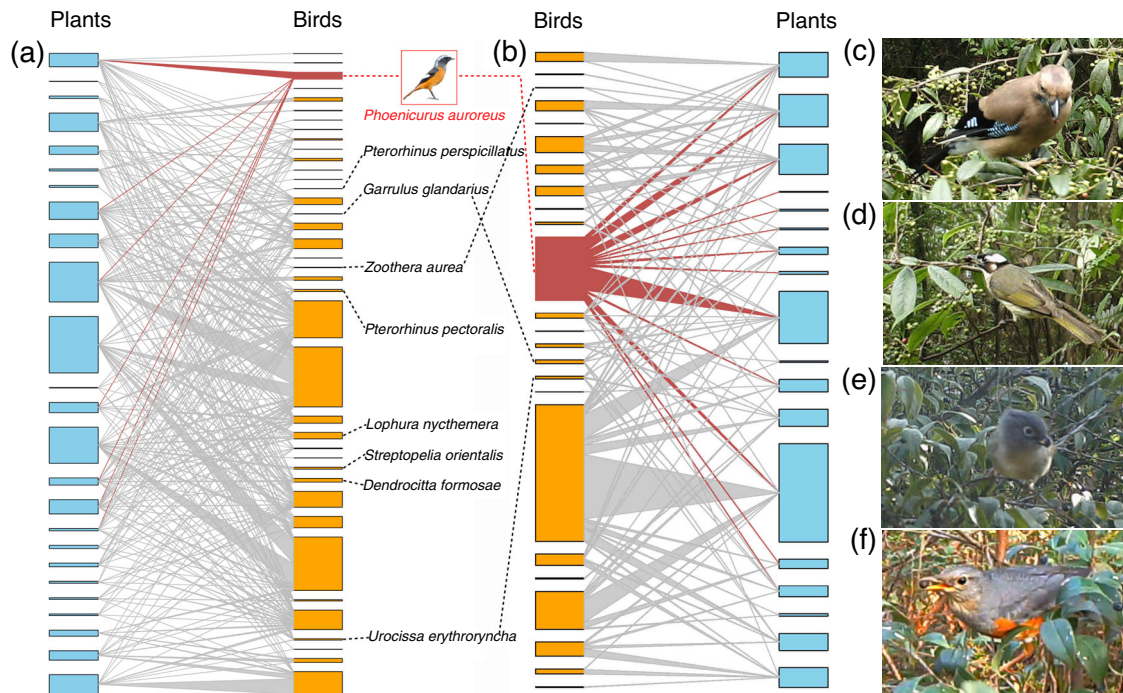 Plants
Birds
Birds
Plants
(a)
(b)
(c)
Phoenicurus auroreus
Pterorhinus perspicillatus
Garrulus glandarius
(d)
Zoothera aurea
Pterorhinus pectoralis
(e)
Lophura nycthemera
Streptopelia orientalis
Dendrocitta formosae
(f)
Urocissa erythroryncha